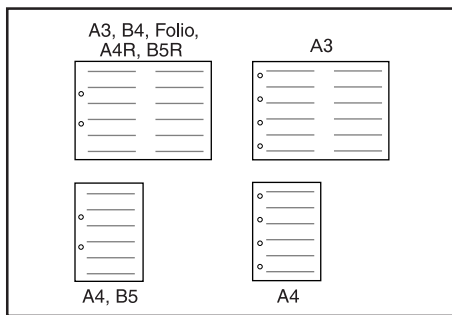 A3, B4, Folio,
A4R, B5R
A3
A4, B5
A4